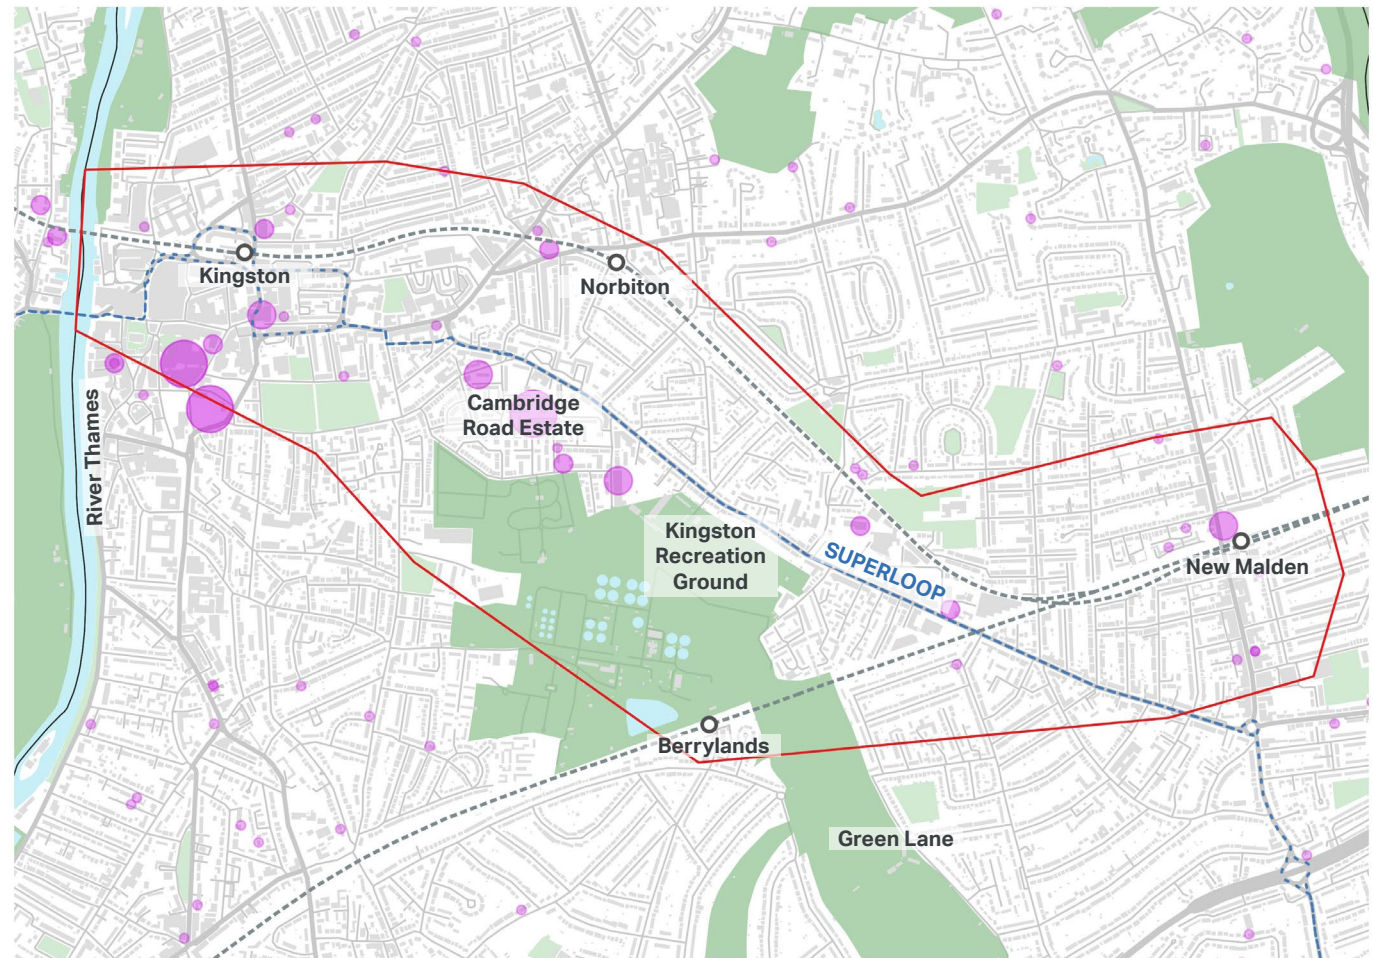 Kingston
Norbiton
Cambridge
Road Estate
River Thames
Kingston
Recreation
Ground
SUPERLOOP
New Malden
Berrylands
Green Lane